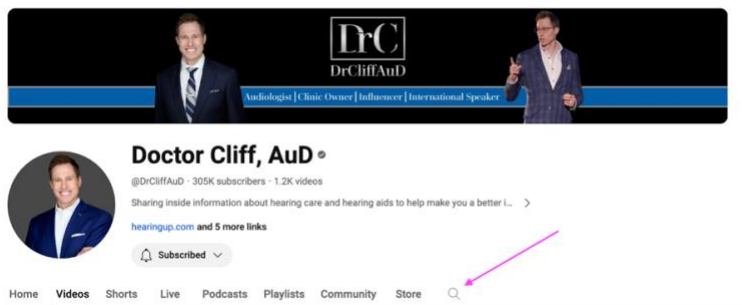 DrC
DrCliffAuD
Audiologist | Clinic Owner | Influencer | International Speaker
Doctor Cliff, AuD
@DrCliffAuD · 305K subscribers · 1.2K videos
Sharing inside information about hearing care and hearing aids to help make you a better i...
hearingup.com and 5 more links
Subscribed
Home Videos Shorts Live Podcasts Playlists Community Store